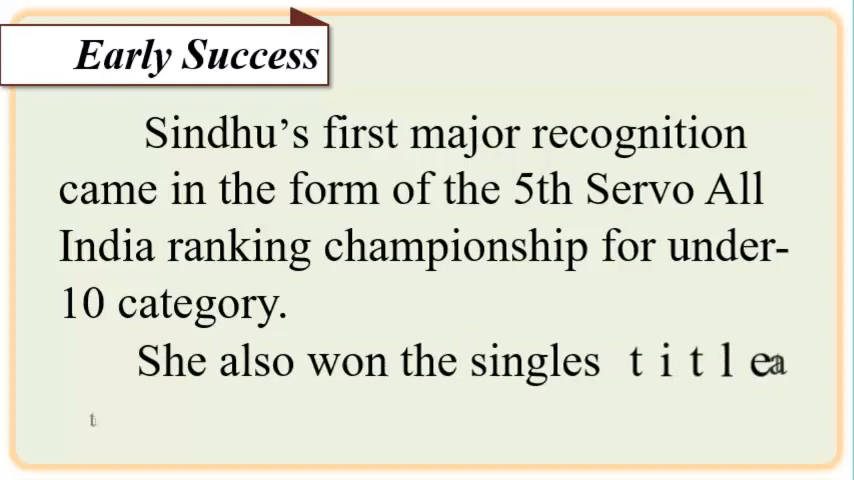 Early Success
Sindhu's first major recognition
came in the form of the 5th Servo All
India ranking championship for under-
10 category.
She also won the singles title